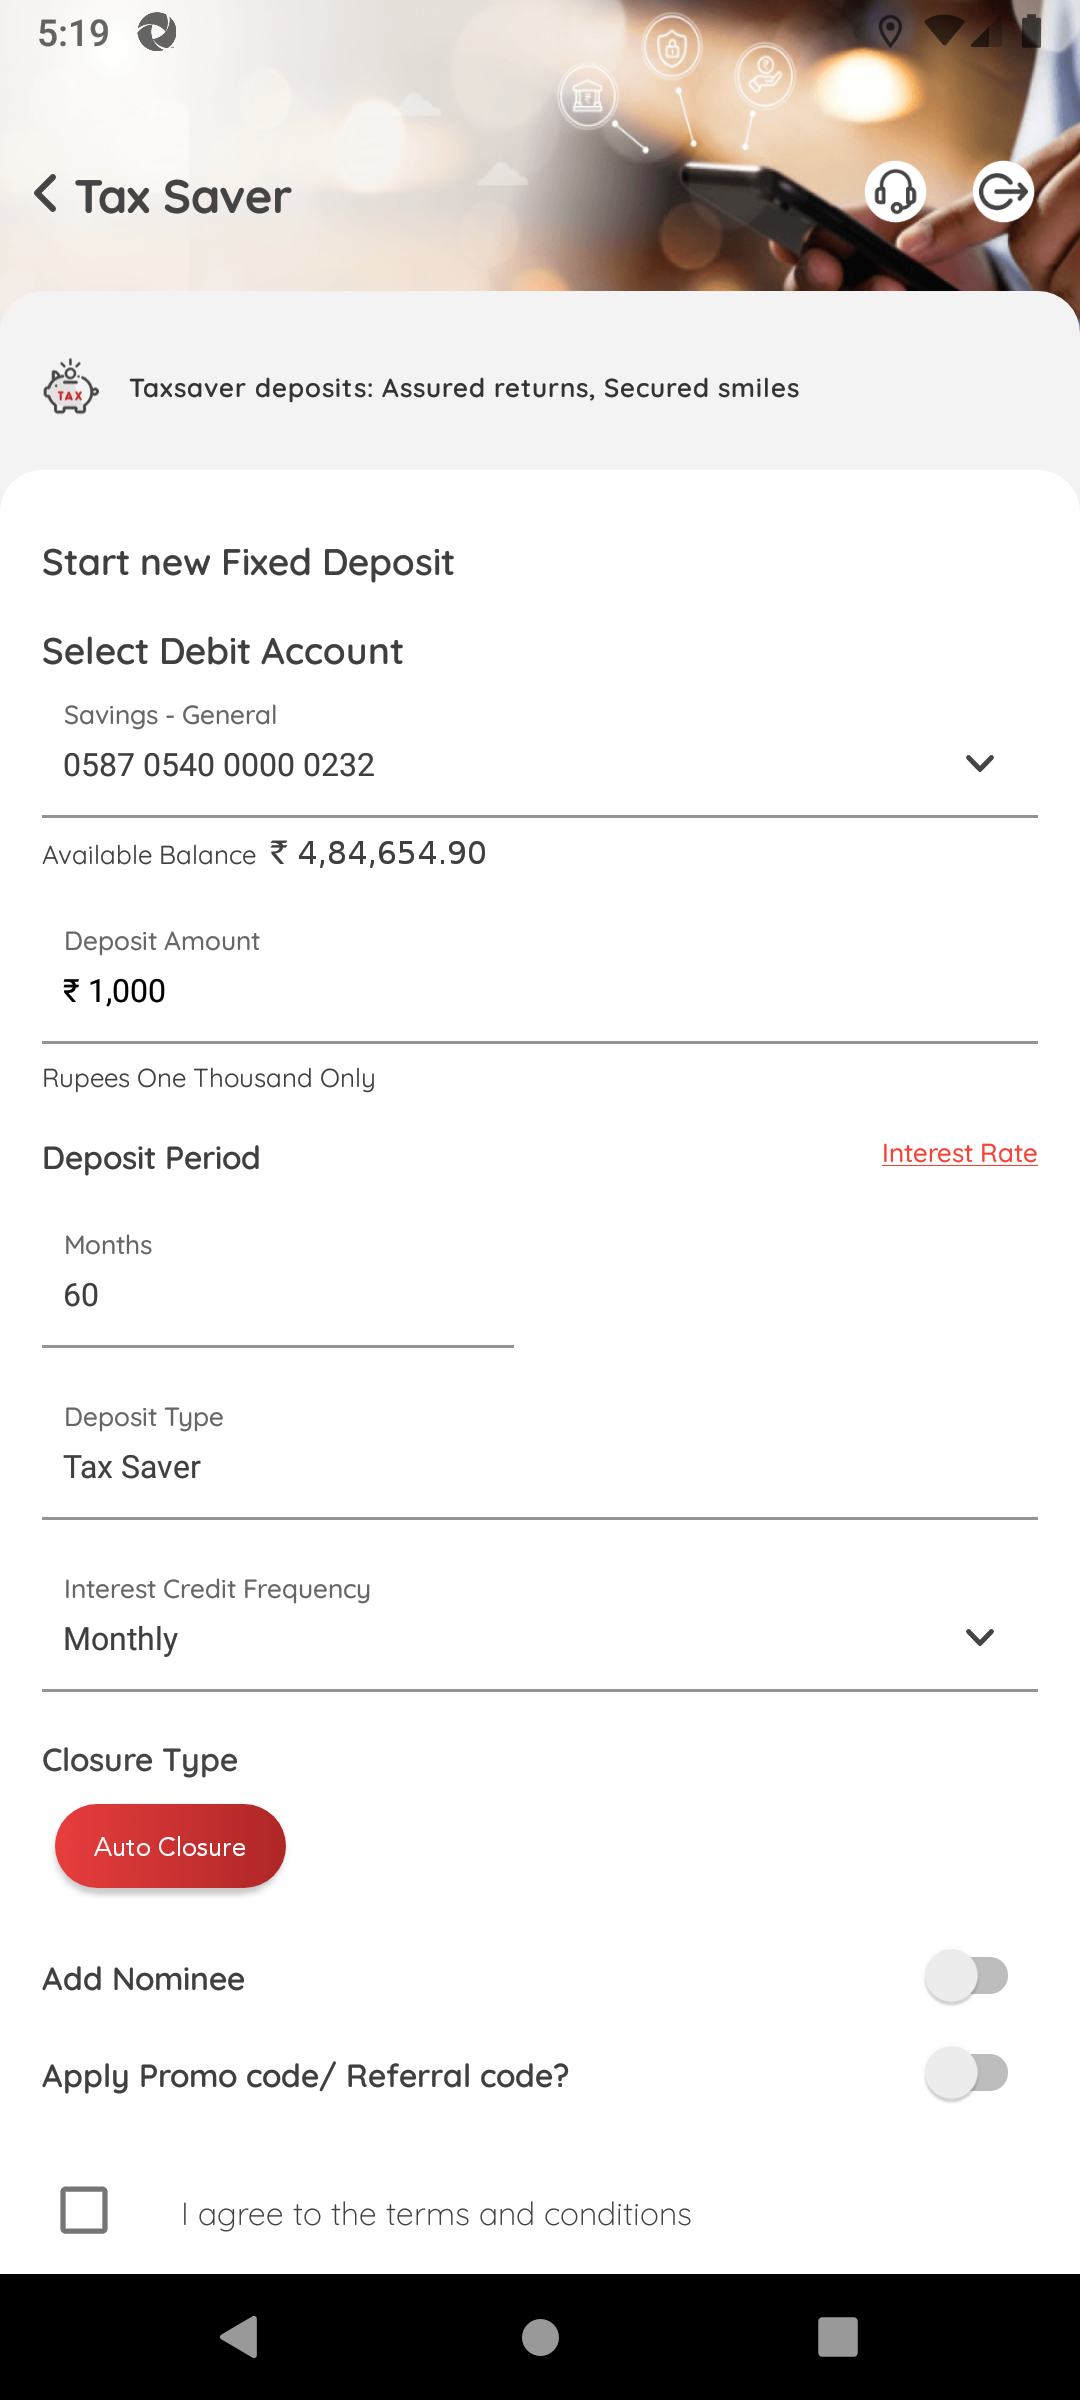 5:19
Tax Saver
TAX
Taxsaver deposits: Assured returns, Secured smiles
Start new Fixed Deposit
Select Debit Account
Savings - General
0587 0540 0000 0232
Available Balance ₹ 4,84,654.90
Deposit Amount
₹ 1,000
Rupees One Thousand Only
Deposit Period
Interest Rate
Months
60
Deposit Type
Tax Saver
Interest Credit Frequency
Monthly
Closure Type
Auto Closure
Add Nominee
Apply Promo code/ Referral code?
I agree to the terms and conditions